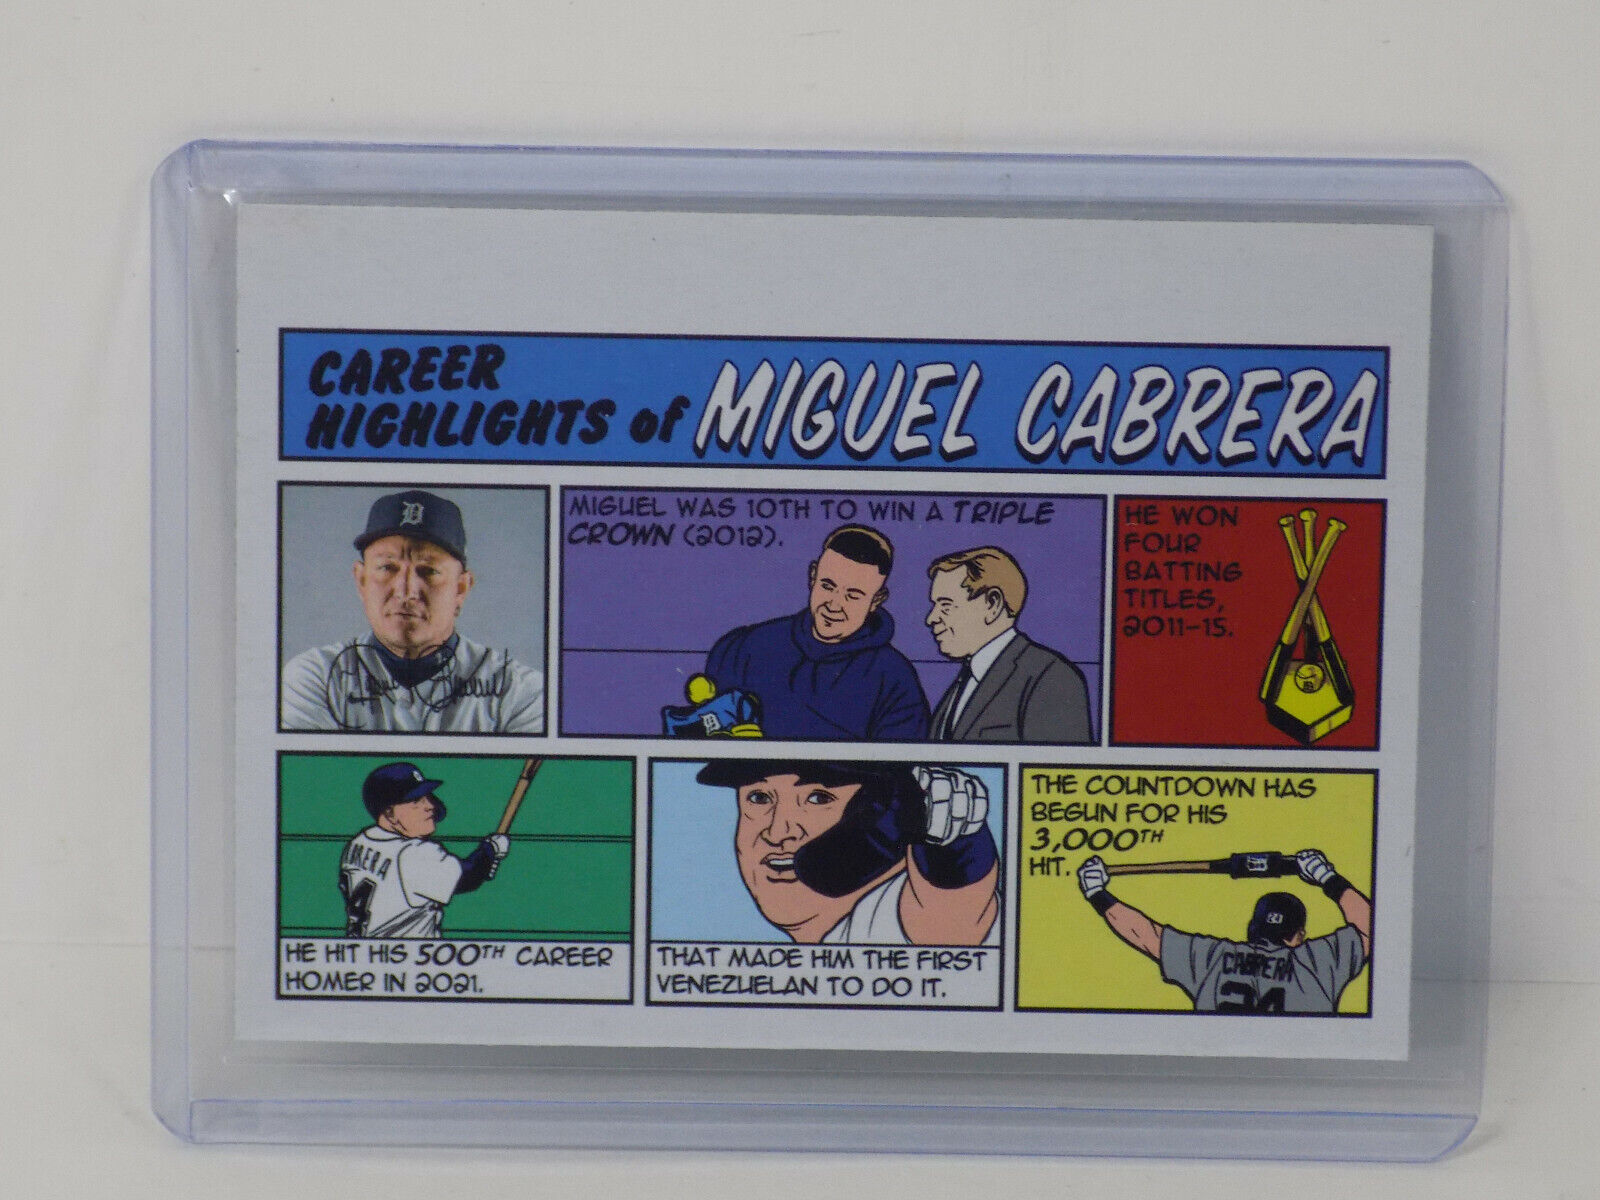 CAREER
HIGHLIGHTS of MIGUEL CABRERA
MIGUEL WAS 10TH TO WIN A TRIPLE
CROWN (2012).
HE WON
FOUR
BATTING
TITLES,
2011-15.
HE HIT HIS 500TH CAREER
HOMER IN 2021.
THAT MADE HIM THE FIRST
VENEZUELAN TO DO IT.
THE COUNTDOWN HAS
BEGUN FOR HIS
3,000TH
HIT.
24
CABRERA
24